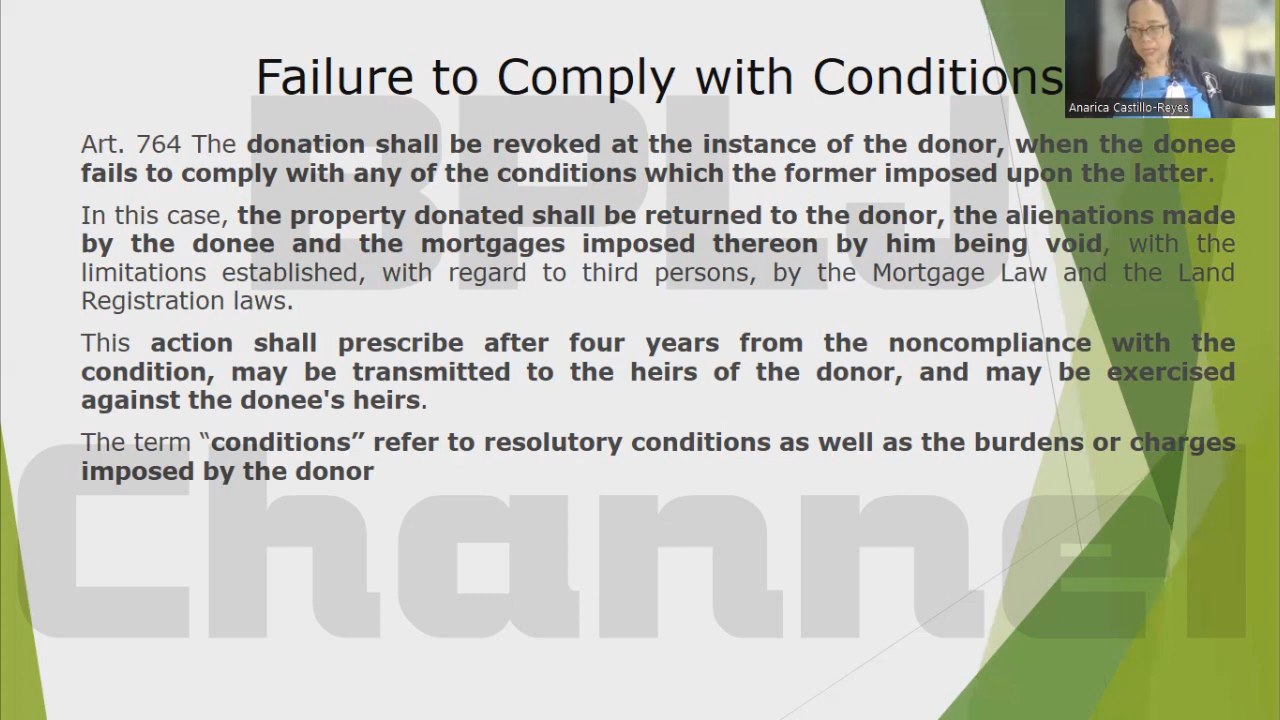 Failure to Comply with Conditions
Anarica Castillo-Reyes
Art. 764 The donation shall be revoked at the instance of the donor, when the donee
fails to comply with any of the conditions which the former imposed upon the latter.
In this case, the property donated shall be returned to the donor, the alienations made
by the donee and the mortgages imposed thereon by him being void, with the
limitations established, with regard to third persons, by the Mortgage Law and the Land
Registration laws.
This action shall prescribe after four years from the noncompliance with the
condition, may be transmitted to the heirs of the donor, and may be exercised
against the donee's heirs.
The term “conditions” refer to resolutory conditions as well as the burdens or charges
imposed by the donor
BPLJ
Channel